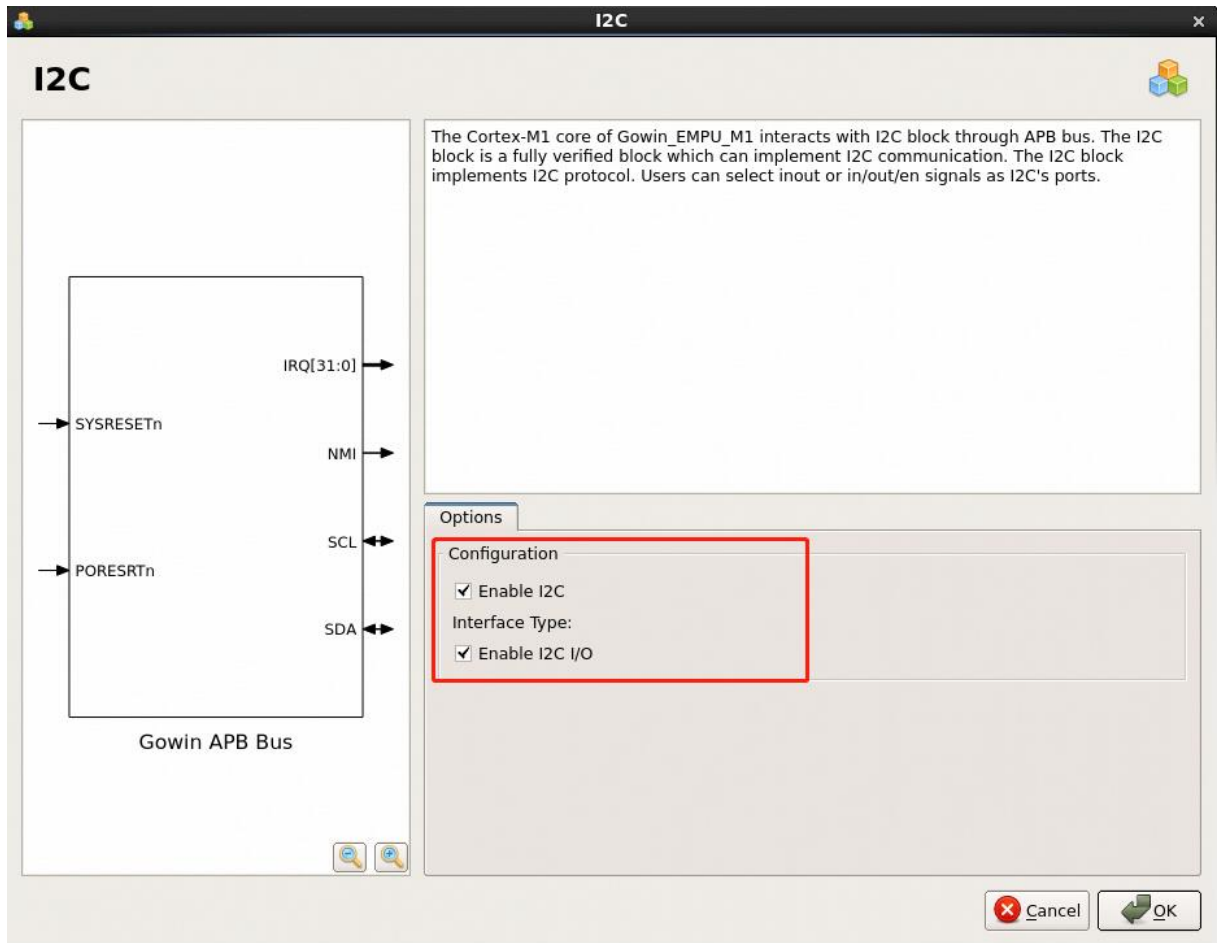 I2C
I2C
The Cortex-M1 core of Gowin_EMPU_M1 interacts with I2C block through APB bus. The I2C
block is a fully verified block which can implement I2C communication. The I2C block
implements I2C protocol. Users can select inout or in/out/en signals as I2C's ports.
IRQ[31:0]
SYSRESETn
NMI
SCL
PORESRTn
SDA
Gowin APB Bus
Options
Configuration
Enable I2C
Interface Type:
Enable I2C I/O
Cancel
OK